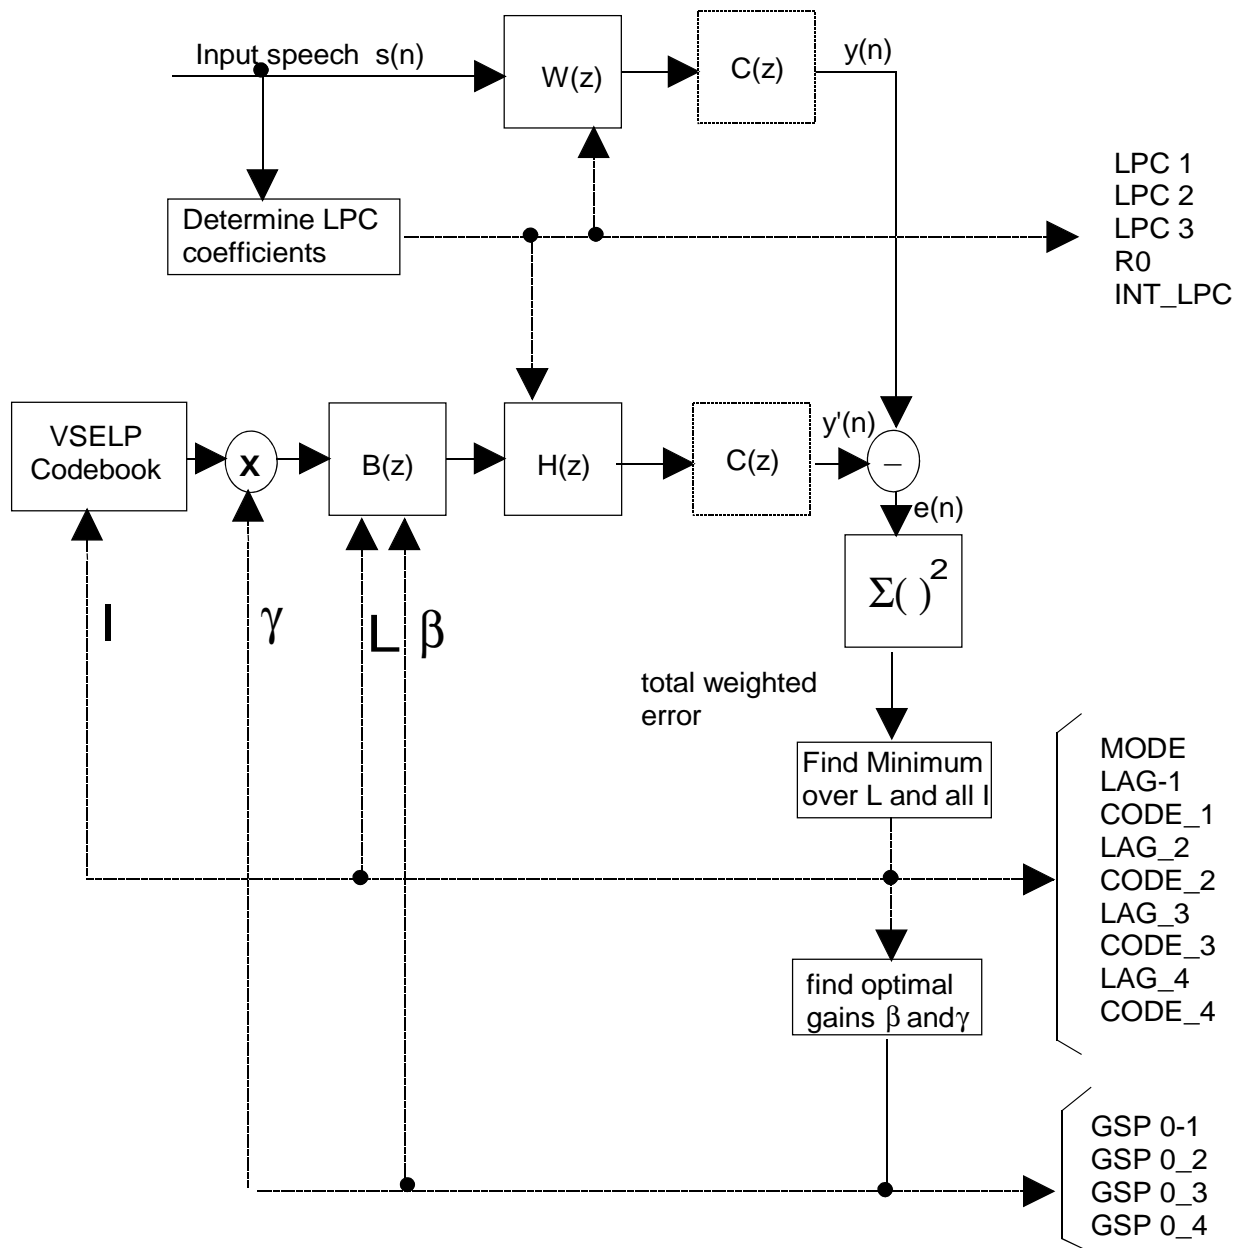 Input speech s(n)
W(z)
C(z)
y(n)
LPC 1
LPC 2
LPC 3
R0
INT_LPC
Determine LPC
coefficients
VSELP
Codebook
x
B(z)
H(z)
C(z)
y'(n)
–
e(n)
Σ( )²
I
γ
L
β
total weighted
error
Find Minimum
over L and all I
MODE
LAG-1
CODE_1
LAG_2
CODE_2
LAG_3
CODE_3
LAG_4
CODE_4
find optimal
gains β andγ
GSP 0-1
GSP 0_2
GSP 0_3
GSP 0_4